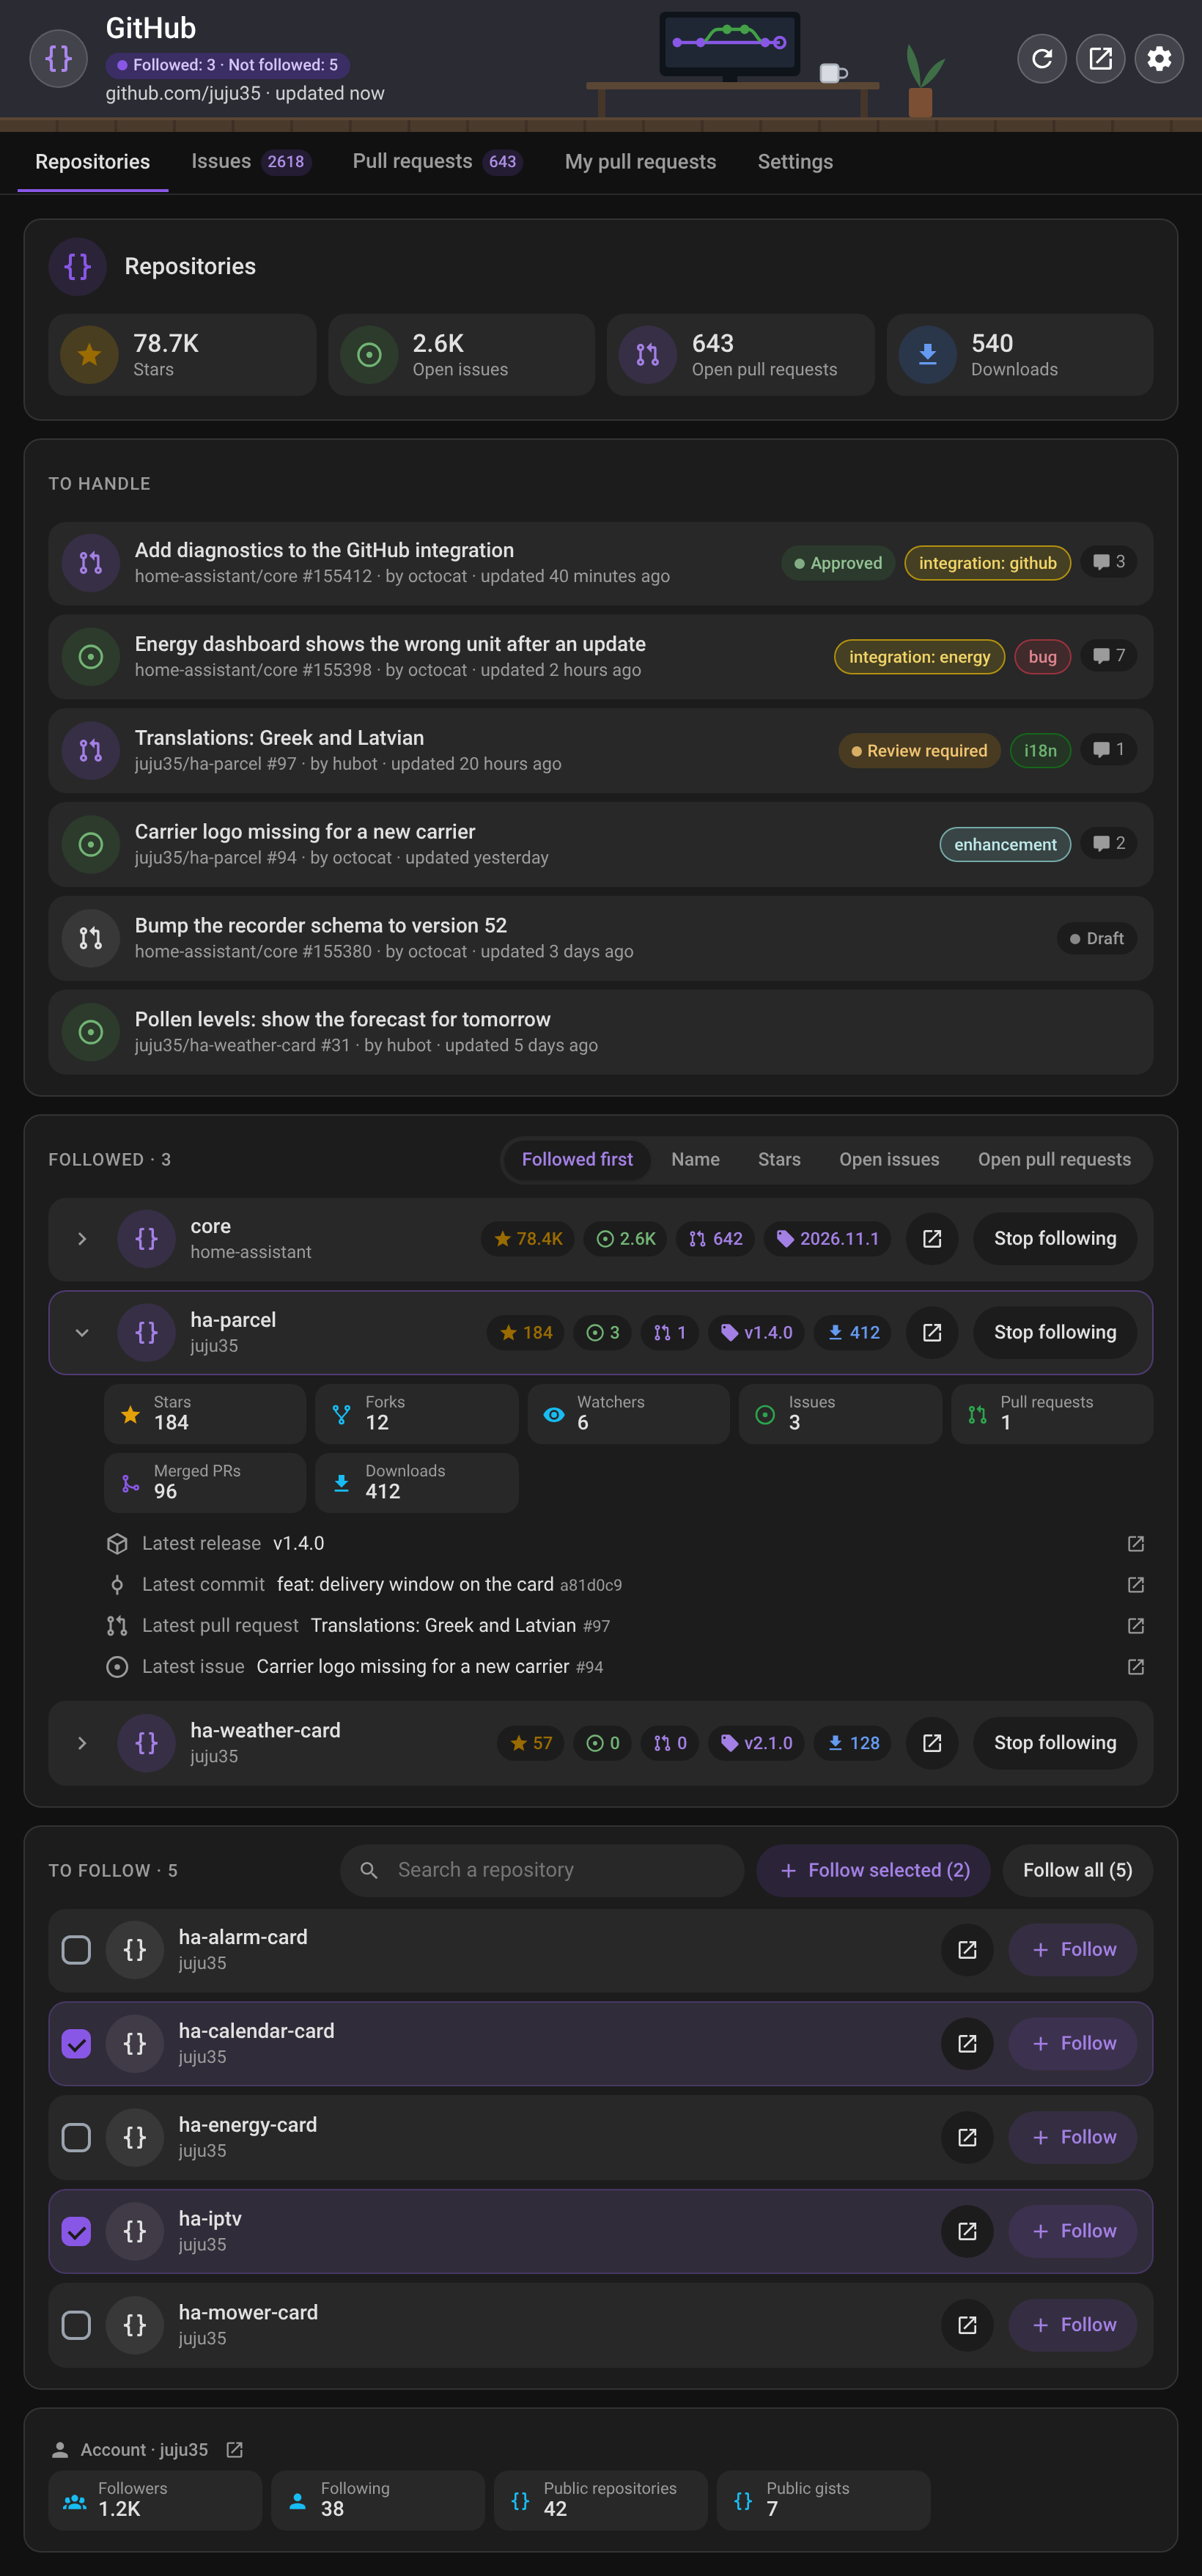 GitHub
Followed: 3 · Not followed: 5
github.com/juju35 · updated now
Repositories
Issues 2618
Pull requests 643
My pull requests
Settings
Repositories
78.7K
Stars
2.6K
Open issues
643
Open pull requests
540
Downloads
TO HANDLE
Add diagnostics to the GitHub integration
home-assistant/core #155412 · by octocat · updated 40 minutes ago
Approved
integration: github
3
Energy dashboard shows the wrong unit after an update
home-assistant/core #155398 · by octocat · updated 2 hours ago
integration: energy
bug
7
Translations: Greek and Latvian
juju35/ha-parcel #97 · by hubot · updated 20 hours ago
Review required
i18n
1
Carrier logo missing for a new carrier
juju35/ha-parcel #94 · by octocat · updated yesterday
enhancement
2
Bump the recorder schema to version 52
home-assistant/core #155380 · by octocat · updated 3 days ago
Draft
Pollen levels: show the forecast for tomorrow
juju35/ha-weather-card #31 · by hubot · updated 5 days ago
FOLLOWED · 3
Followed first
Name
Stars
Open issues
Open pull requests
core
home-assistant
78.4K
2.6K
642
2026.11.1
Stop following
ha-parcel
juju35
184
3
1
v1.4.0
412
Stop following
Stars
184
Forks
12
Watchers
6
Issues
3
Pull requests
1
Merged PRs
96
Downloads
412
Latest release v1.4.0
Latest commit feat: delivery window on the card a81d0c9
Latest pull request Translations: Greek and Latvian #97
Latest issue Carrier logo missing for a new carrier #94
ha-weather-card
juju35
57
0
0
v2.1.0
128
Stop following
TO FOLLOW · 5
Search a repository
+ Follow selected (2)
Follow all (5)
ha-alarm-card
juju35
+ Follow
ha-calendar-card
juju35
+ Follow
ha-energy-card
juju35
+ Follow
ha-iptv
juju35
+ Follow
ha-mower-card
juju35
+ Follow
Account · juju35
Followers
1.2K
Following
38
Public repositories
42
Public gists
7